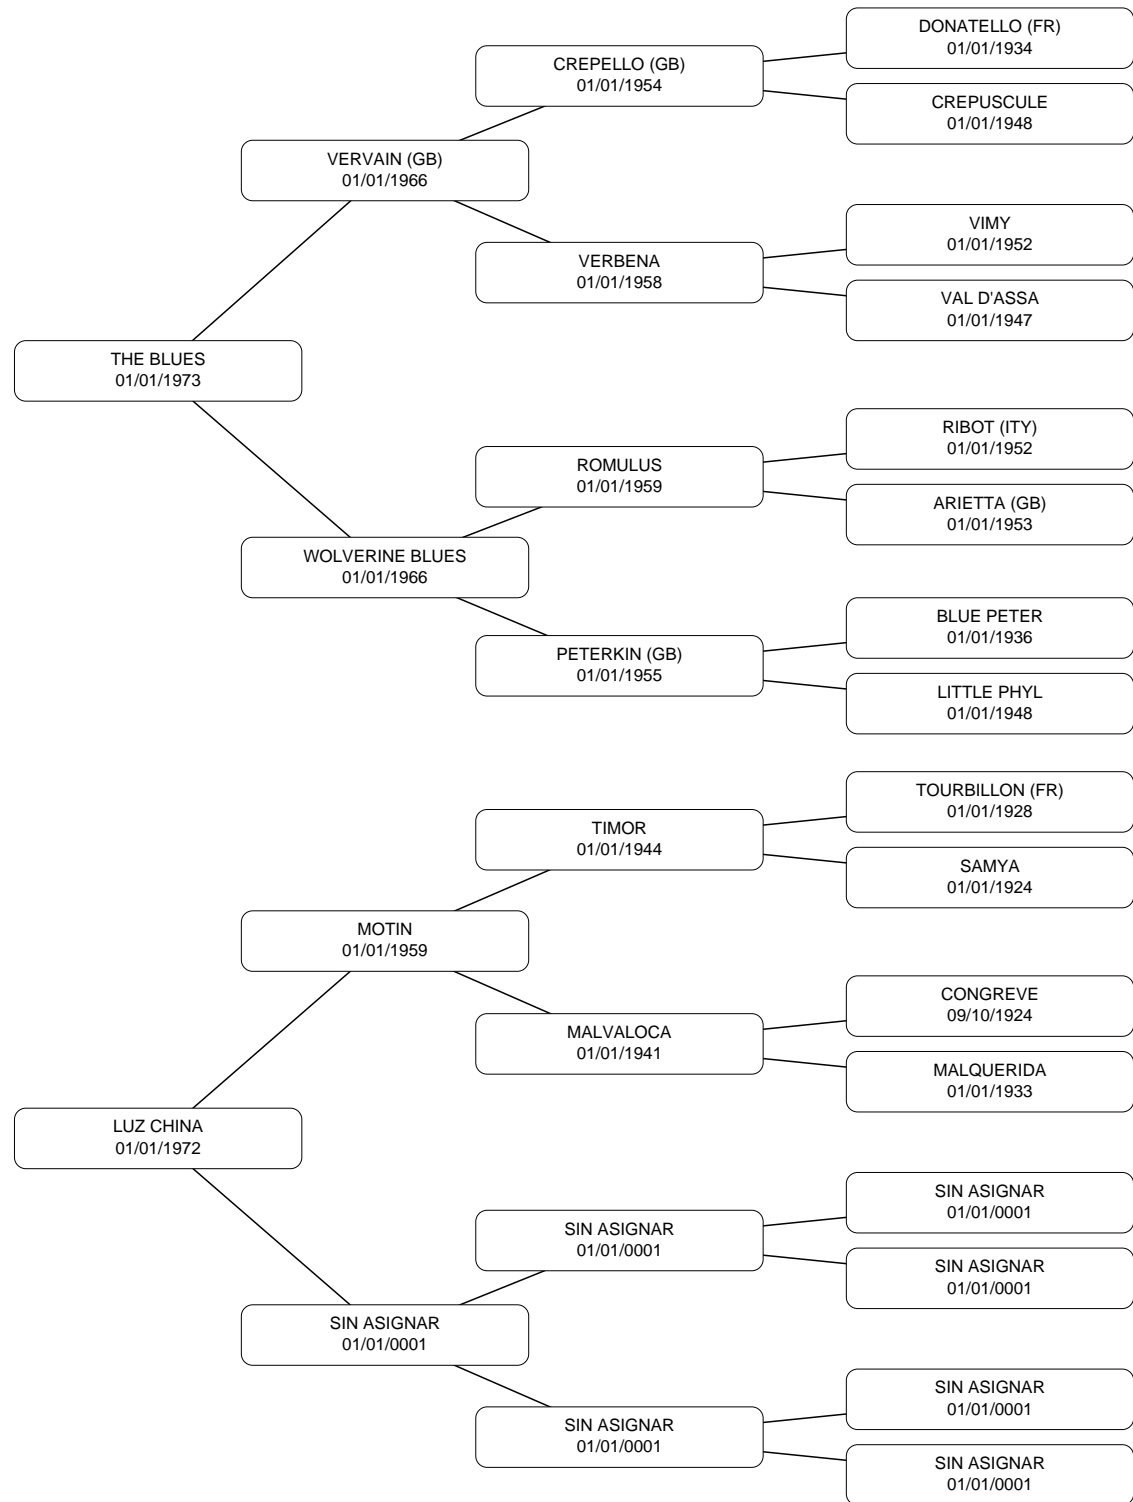 DONATELLO (FR)
01/01/1934
CREPELLO (GB)
01/01/1954
CREPUSCULE
01/01/1948
VERVAIN (GB)
01/01/1966
VIMY
01/01/1952
VERBENA
01/01/1958
VAL D'ASSA
01/01/1947
THE BLUES
01/01/1973
RIBOT (ITY)
01/01/1952
ROMULUS
01/01/1959
ARIETTA (GB)
01/01/1953
WOLVERINE BLUES
01/01/1966
BLUE PETER
01/01/1936
PETERKIN (GB)
01/01/1955
LITTLE PHYL
01/01/1948
TOURBILLON (FR)
01/01/1928
TIMOR
01/01/1944
SAMYA
01/01/1924
MOTIN
01/01/1959
CONGREVE
09/10/1924
MALVALOCA
01/01/1941
MALQUERIDA
01/01/1933
LUZ CHINA
01/01/1972
SIN ASIGNAR
01/01/0001
SIN ASIGNAR
01/01/0001
SIN ASIGNAR
01/01/0001
SIN ASIGNAR
01/01/0001
SIN ASIGNAR
01/01/0001
SIN ASIGNAR
01/01/0001
SIN ASIGNAR
01/01/0001